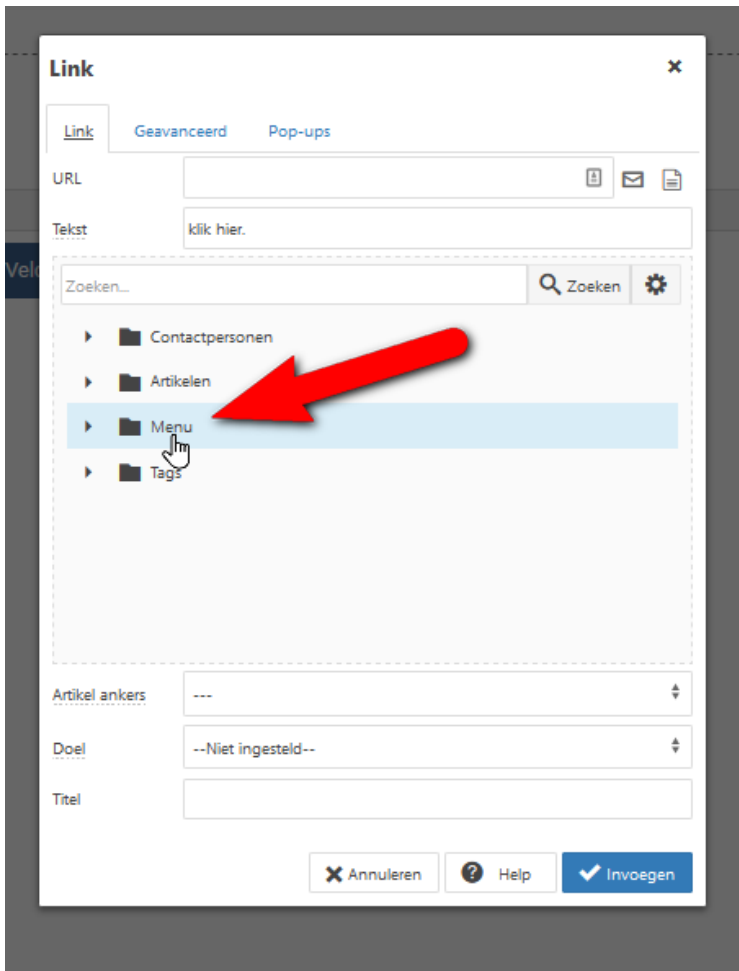 Link
Link Geavanceerd Pop-ups
URL
Tekst klik hier.
Zoeken... Zoeken
Contactpersonen
Artikelen
Menu
Tags
Artikel ankers ---
Doel --Niet ingesteld--
Titel
Annuleren Help Invoegen